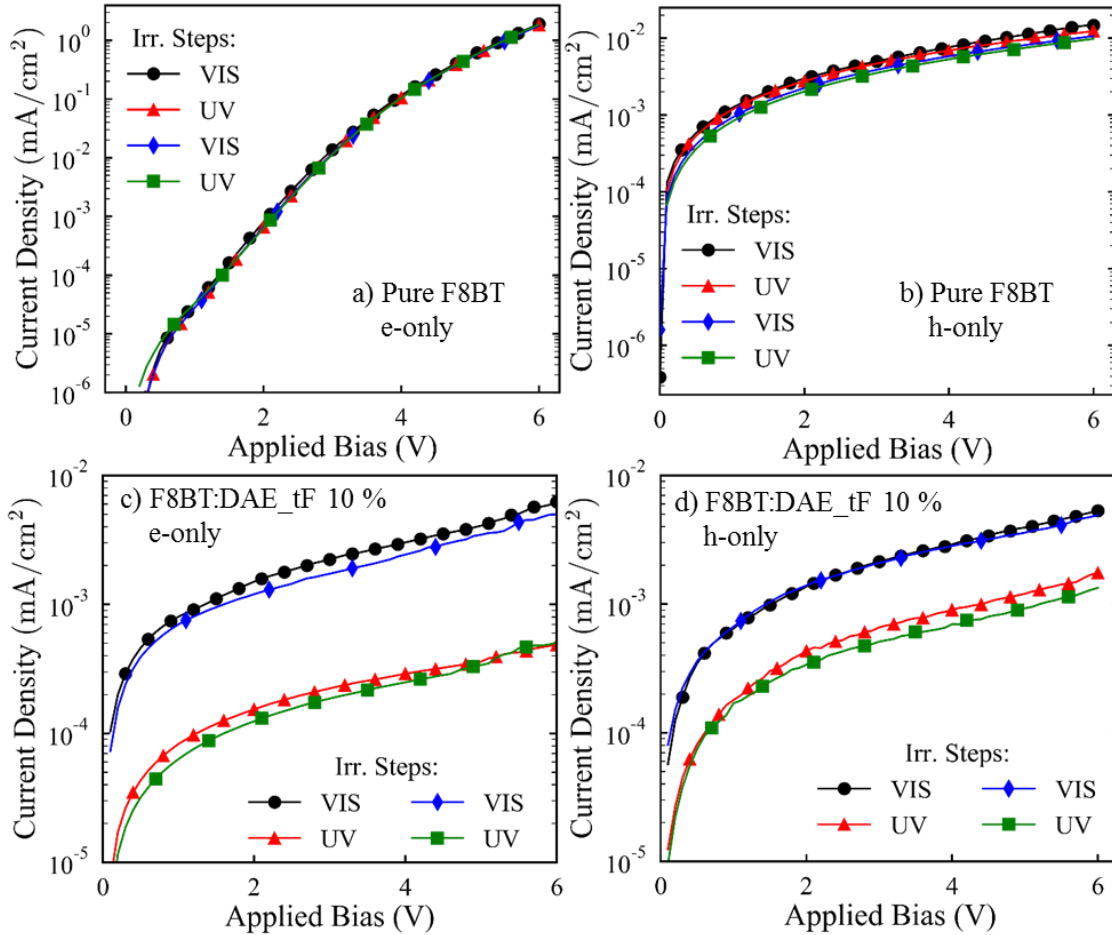 Current Density (mA/cm²)
10⁰
10⁻¹
10⁻²
10⁻³
10⁻⁴
10⁻⁵
10⁻⁶
Irr. Steps:
VIS
UV
VIS
UV
a) Pure F8BT
e-only
0 2 4 6
Applied Bias (V)
Current Density (mA/cm²)
10⁻²
10⁻³
10⁻⁴
10⁻⁵
10⁻⁶
Irr. Steps:
VIS
UV
VIS
UV
b) Pure F8BT
h-only
0 2 4 6
Applied Bias (V)
Current Density (mA/cm²)
10⁻²
10⁻³
10⁻⁴
10⁻⁵
c) F8BT:DAE_tF 10 %
e-only
Irr. Steps:
VIS VIS
UV UV
0 2 4 6
Applied Bias (V)
Current Density (mA/cm²)
10⁻²
10⁻³
10⁻⁴
10⁻⁵
d) F8BT:DAE_tF 10 %
h-only
Irr. Steps:
VIS VIS
UV UV
0 2 4 6
Applied Bias (V)